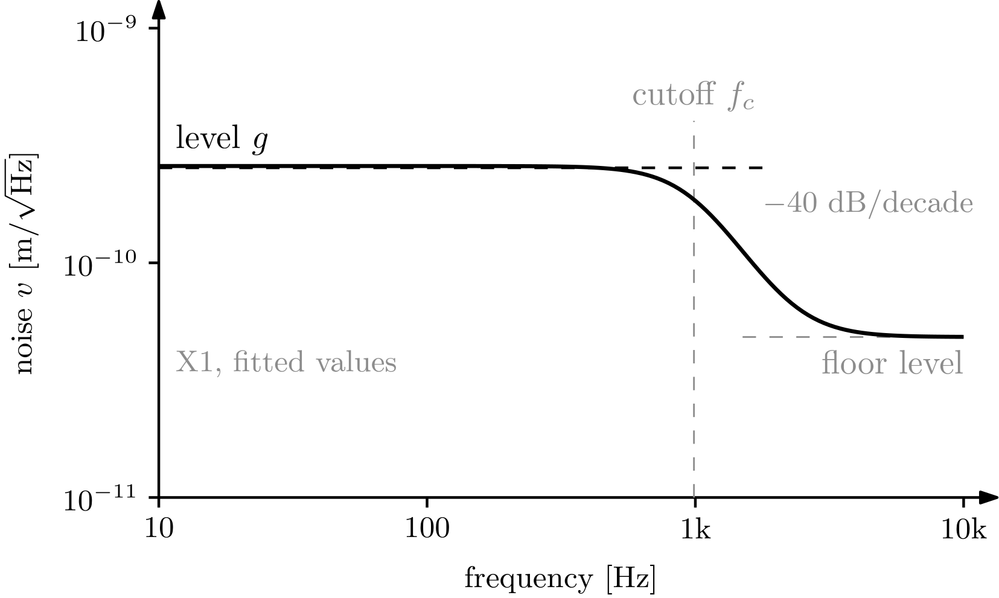 10⁻⁹
cutoff f_c
level g
−40 dB/decade
noise v [m/√Hz]
10⁻¹⁰
X1, fitted values
floor level
10⁻¹¹
10 100 1k 10k
frequency [Hz]